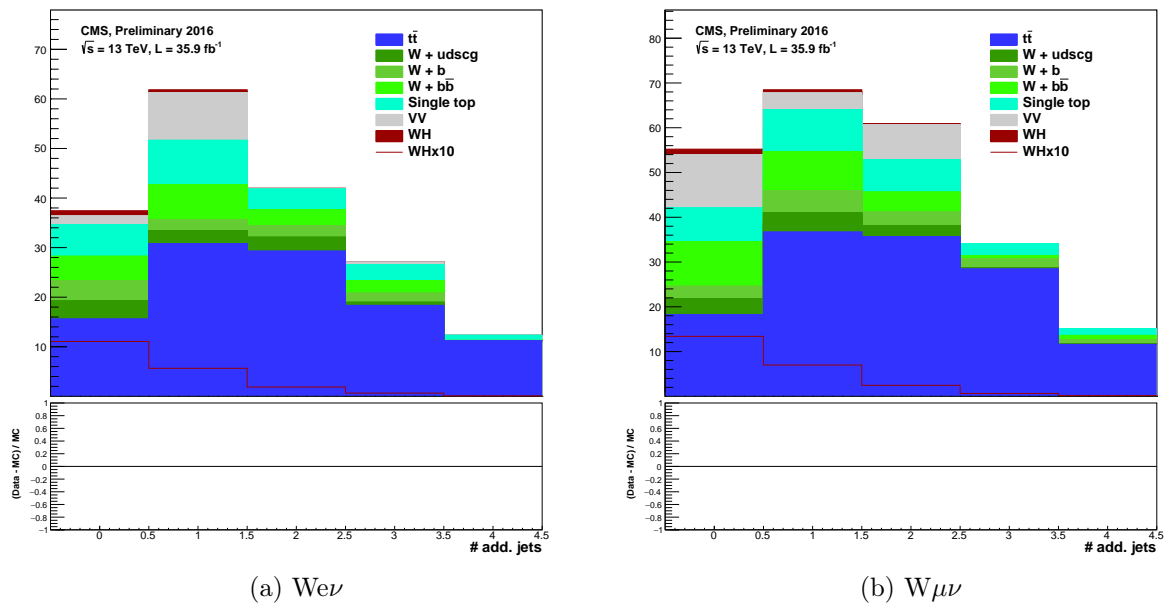 CMS, Preliminary 2016
√s = 13 TeV, L = 35.9 fb⁻¹
tt̄
W + udscg
W + b
W + bb̄
Single top
VV
WH
WHx10
70
60
50
40
30
20
10
(Data - MC) / MC
1
0.8
0.6
0.4
0.2
0
−0.2
−0.4
−0.6
−0.8
−1
0 0.5 1 1.5 2 2.5 3 3.5 4 4.5
# add. jets
(a) Weν
CMS, Preliminary 2016
√s = 13 TeV, L = 35.9 fb⁻¹
tt̄
W + udscg
W + b
W + bb̄
Single top
VV
WH
WHx10
80
70
60
50
40
30
20
10
(Data - MC) / MC
1
0.8
0.6
0.4
0.2
0
−0.2
−0.4
−0.6
−0.8
−1
0 0.5 1 1.5 2 2.5 3 3.5 4 4.5
# add. jets
(b) Wμν